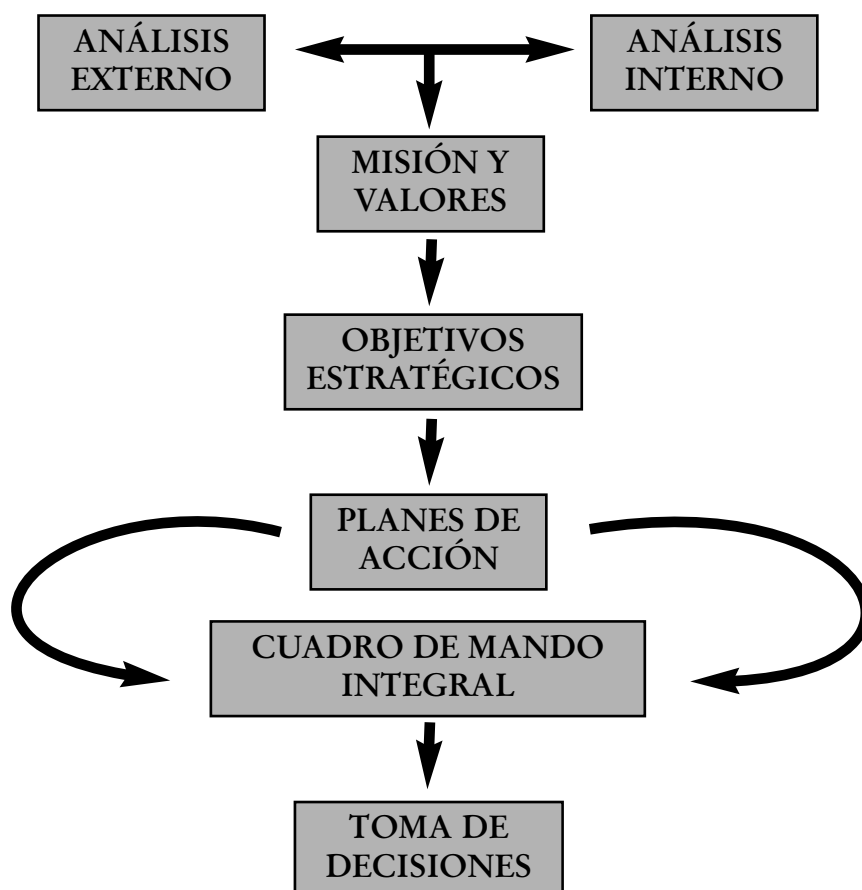 ANÁLISIS
EXTERNO
ANÁLISIS
INTERNO
MISIÓN Y
VALORES
OBJETIVOS
ESTRATÉGICOS
PLANES DE
ACCIÓN
CUADRO DE MANDO
INTEGRAL
TOMA DE
DECISIONES